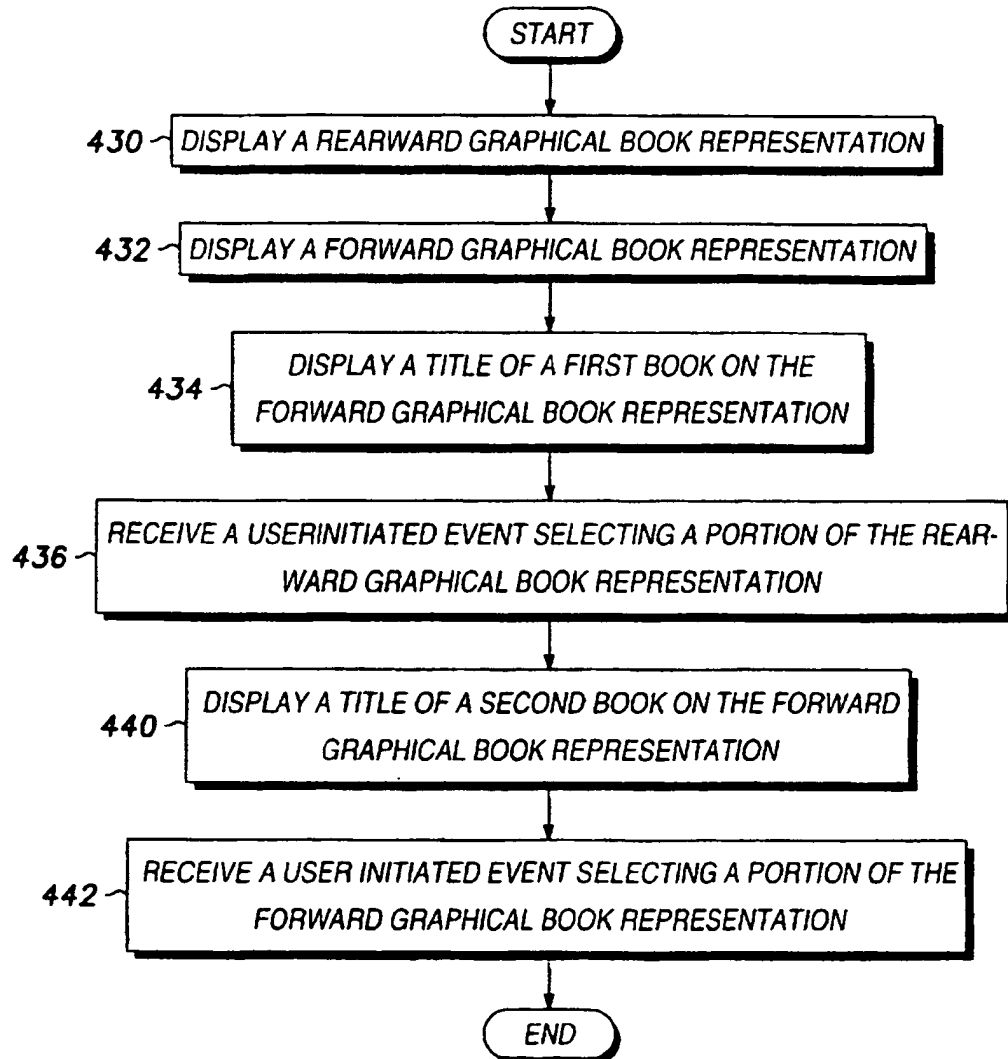 START
430 DISPLAY A REARWARD GRAPHICAL BOOK REPRESENTATION
432 DISPLAY A FORWARD GRAPHICAL BOOK REPRESENTATION
434 DISPLAY A TITLE OF A FIRST BOOK ON THE
FORWARD GRAPHICAL BOOK REPRESENTATION
436 RECEIVE A USERINITIATED EVENT SELECTING A PORTION OF THE REAR-
WARD GRAPHICAL BOOK REPRESENTATION
440 DISPLAY A TITLE OF A SECOND BOOK ON THE FORWARD
GRAPHICAL BOOK REPRESENTATION
442 RECEIVE A USER INITIATED EVENT SELECTING A PORTION OF THE
FORWARD GRAPHICAL BOOK REPRESENTATION
END